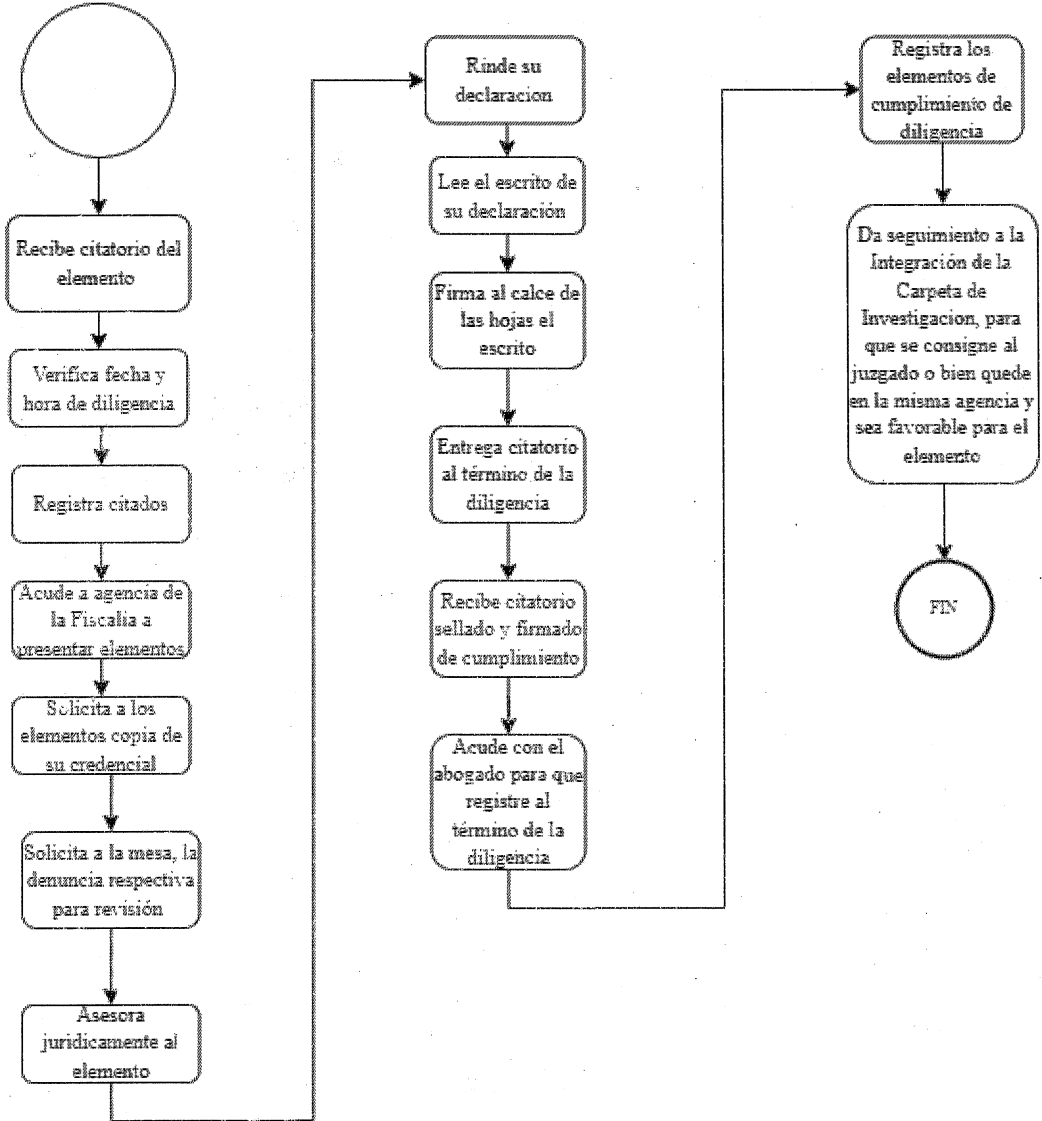 Recibe citatorio del
elemento
Verifica fecha y
hora de diligencia
Registra citados
Acude a agencia de
la Fiscalia a
presentar elementos
Solicita a los
elementos copia de
su credencial
Solicita a la mesa, la
denuncia respectiva
para revisión
Asesora
juridicamente al
elemento
Rinde su
declaracion
Lee el escrito de
su declaración
Firma al calce de
las hojas el
escrito
Entrega citatorio
al término de la
diligencia
Recibe citatorio
sellado y firmado
de cumplimiento
Acude con el
abogado para que
registre al
término de la
diligencia
Registra los
elementos de
cumplimiento de
diligencia
Da seguimiento a la
Integración de la
Carpeta de
Investigacion, para
que se consigne al
juzgado o bien quede
en la misma agencia y
sea favorable para el
elemento
FIN